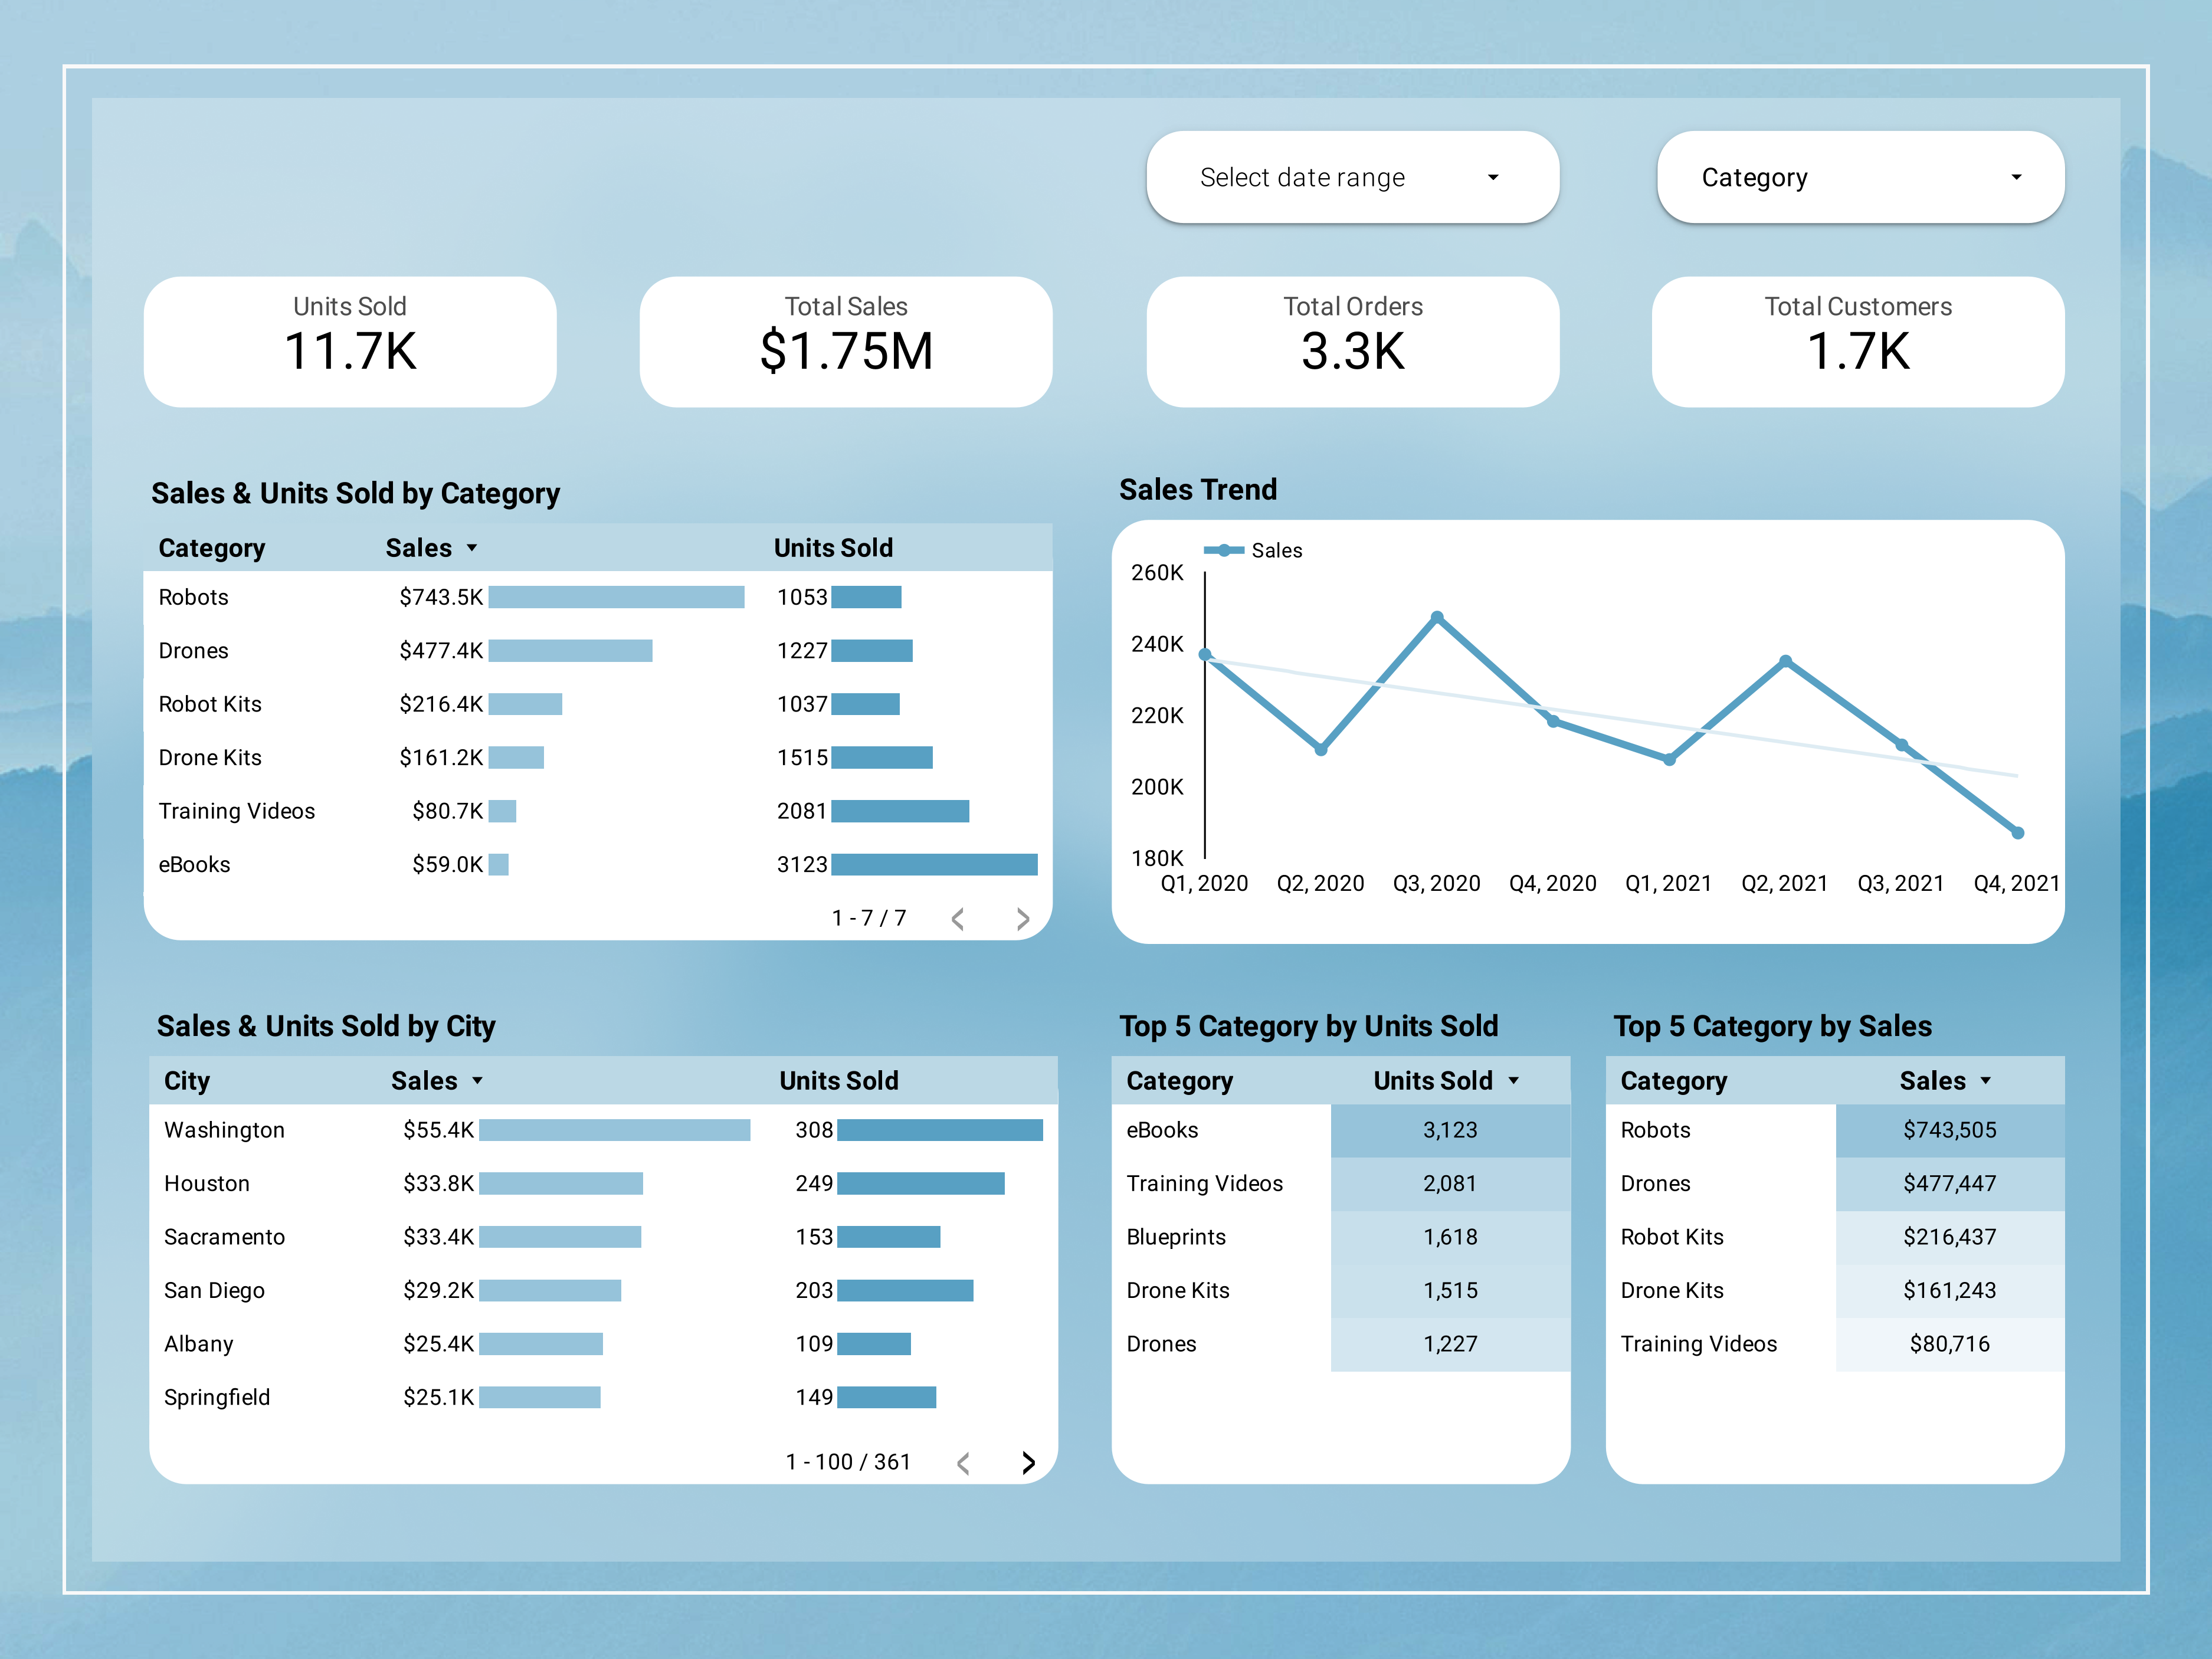 Select date range
Category
Units Sold
11.7K
Total Sales
$1.75M
Total Orders
3.3K
Total Customers
1.7K
Sales & Units Sold by Category
Category Sales Units Sold
Robots $743.5K 1053
Drones $477.4K 1227
Robot Kits $216.4K 1037
Drone Kits $161.2K 1515
Training Videos $80.7K 2081
eBooks $59.0K 3123
1 - 7 / 7
Sales Trend
Sales
260K
240K
220K
200K
180K
Q1, 2020 Q2, 2020 Q3, 2020 Q4, 2020 Q1, 2021 Q2, 2021 Q3, 2021 Q4, 2021
Sales & Units Sold by City
City Sales Units Sold
Washington $55.4K 308
Houston $33.8K 249
Sacramento $33.4K 153
San Diego $29.2K 203
Albany $25.4K 109
Springfield $25.1K 149
1 - 100 / 361
Top 5 Category by Units Sold
Category Units Sold
eBooks 3,123
Training Videos 2,081
Blueprints 1,618
Drone Kits 1,515
Drones 1,227
Top 5 Category by Sales
Category Sales
Robots $743,505
Drones $477,447
Robot Kits $216,437
Drone Kits $161,243
Training Videos $80,716